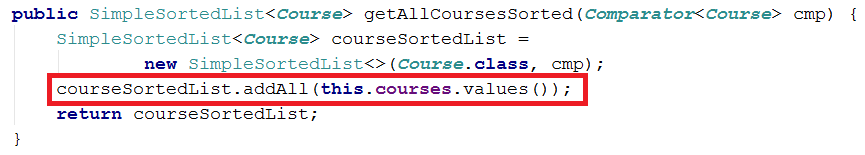 public SimpleSortedList<Course> getAllCoursesSorted(Comparator<Course> cmp) {
SimpleSortedList<Course> courseSortedList =
new SimpleSortedList<>(Course.class, cmp);
courseSortedList.addAll(this.courses.values());
return courseSortedList;
}